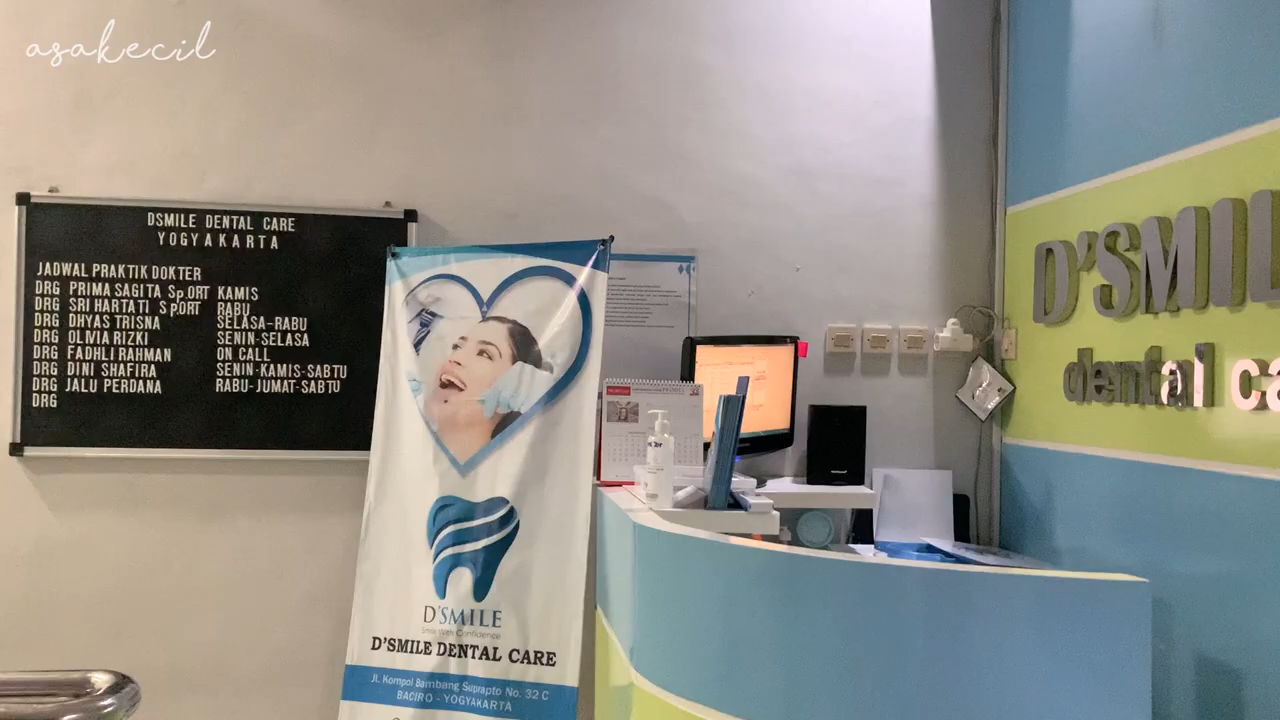 asakecil
DSMILE DENTAL CARE
YOGYAKARTA
JADWAL PRAKTIK DOKTER
DRG PRIMA SAGITA Sp.ORT KAMIS
DRG SRI HARTATI Sp.ORT RABU
DRG DHYAS TRISNA SELASA-RABU
DRG OLIVIA RIZKI SENIN-SELASA
DRG FADHLI RAHMAN ON CALL
DRG DINI SHAFIRA SENIN-KAMIS-SABTU
DRG JALU PERDANA RABU-JUMAT-SABTU
DRG
D'SMILE
Smile With Confidence
D'SMILE DENTAL CARE
Jl. Kompol Bambang Suprapto No. 32 C
BACIRO - YOGYAKARTA
D'SMIL
dental ca